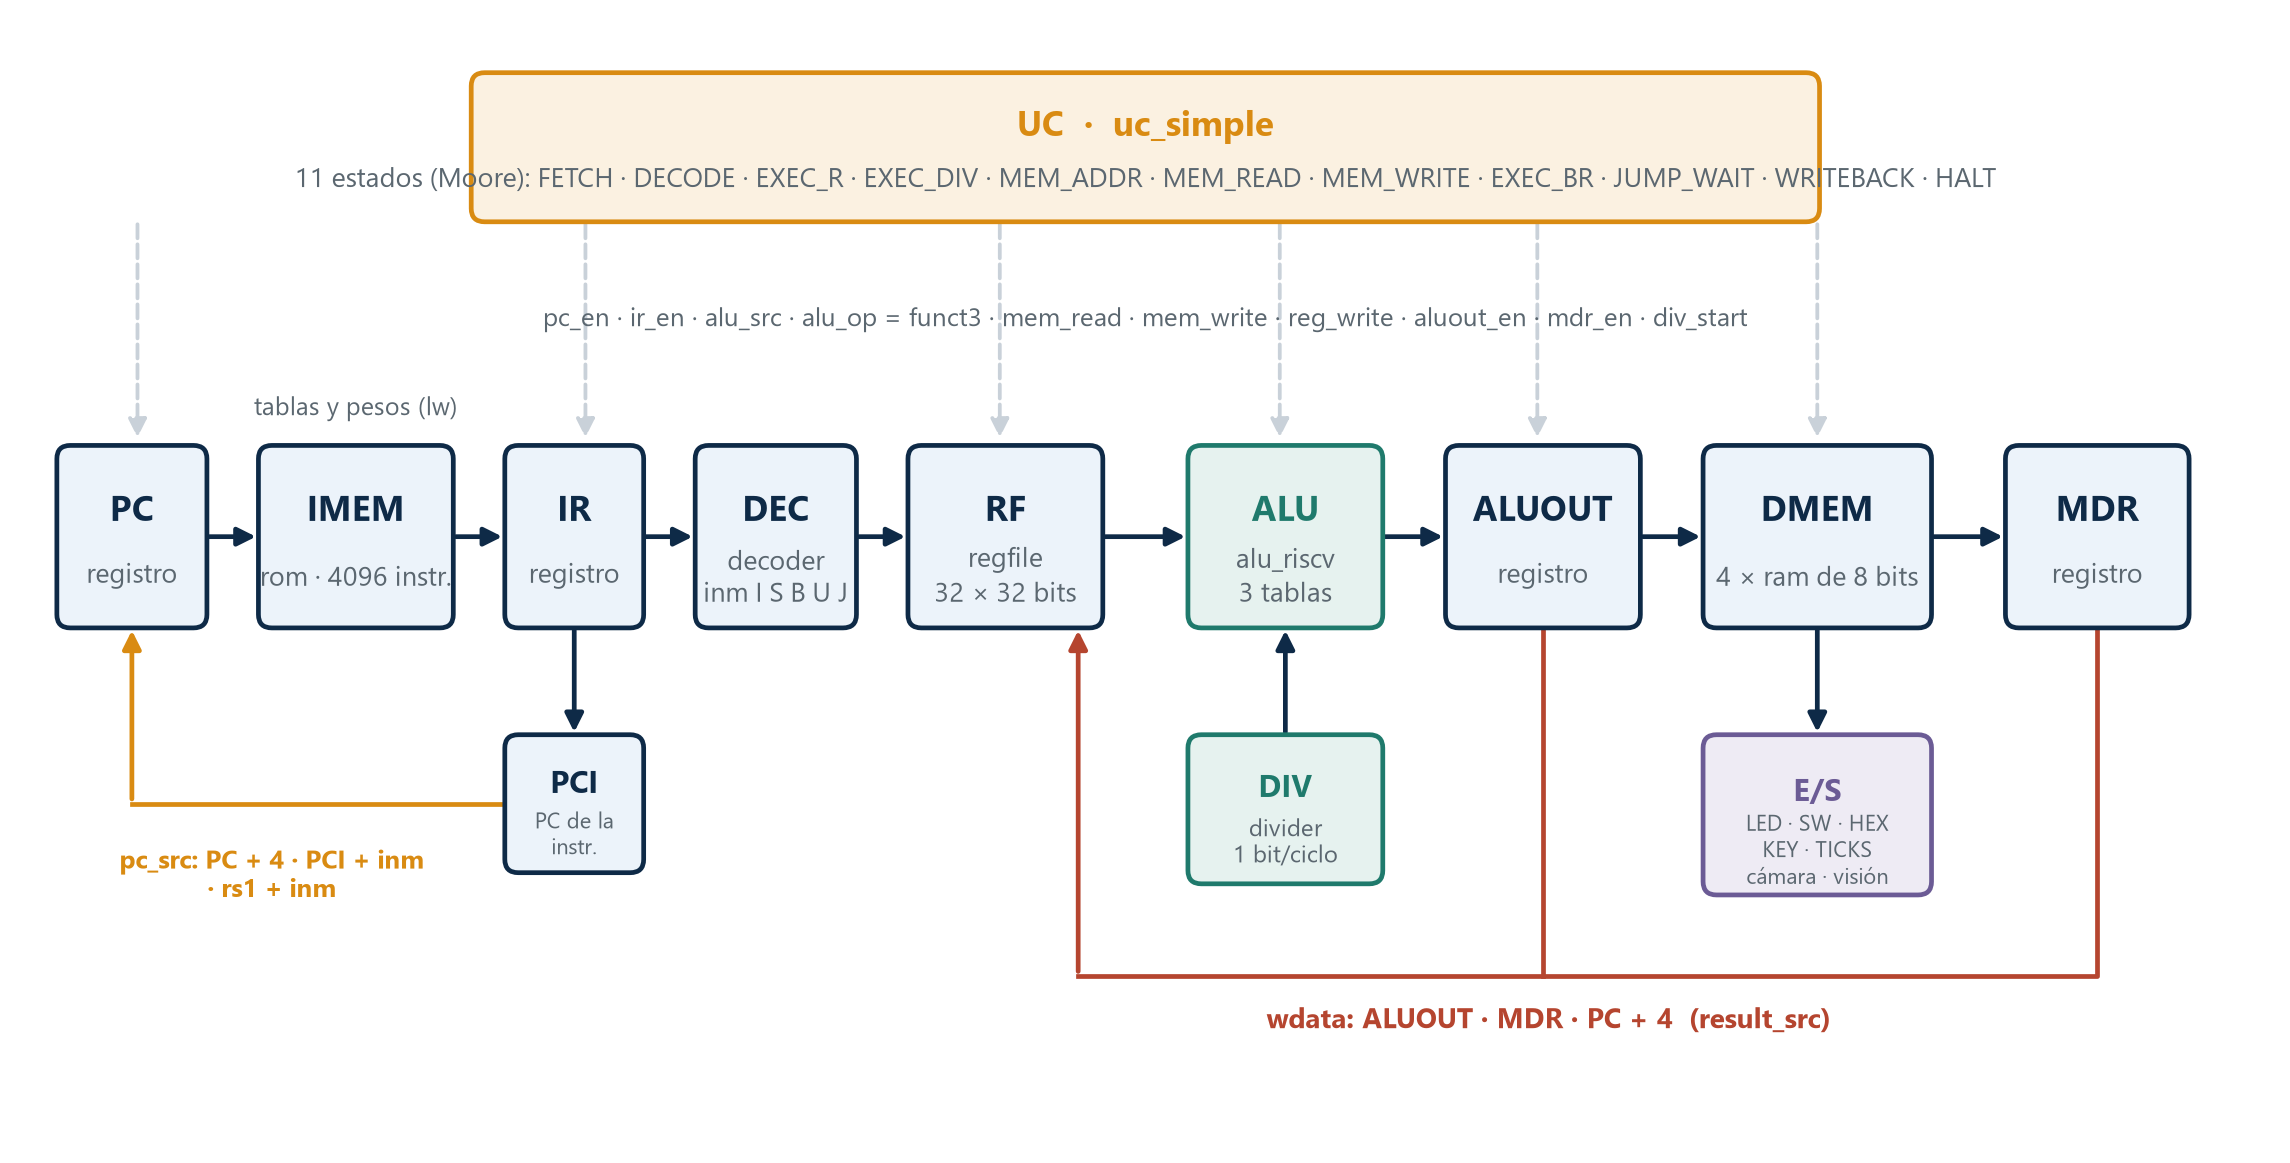 UC · uc_simple
11 estados (Moore): FETCH · DECODE · EXEC_R · EXEC_DIV · MEM_ADDR · MEM_READ · MEM_WRITE · EXEC_BR · JUMP_WAIT · WRITEBACK · HALT
pc_en · ir_en · alu_src · alu_op = funct3 · mem_read · mem_write · reg_write · aluout_en · mdr_en · div_start
tablas y pesos (lw)
PC
registro
IMEM
rom · 4096 instr.
IR
registro
DEC
decoder
inm I S B U J
RF
regfile
32 × 32 bits
ALU
alu_riscv
3 tablas
ALUOUT
registro
DMEM
4 × ram de 8 bits
MDR
registro
PCI
PC de la
instr.
DIV
divider
1 bit/ciclo
E/S
LED · SW · HEX
KEY · TICKS
cámara · visión
pc_src: PC + 4 · PCI + inm
· rs1 + inm
wdata: ALUOUT · MDR · PC + 4 (result_src)